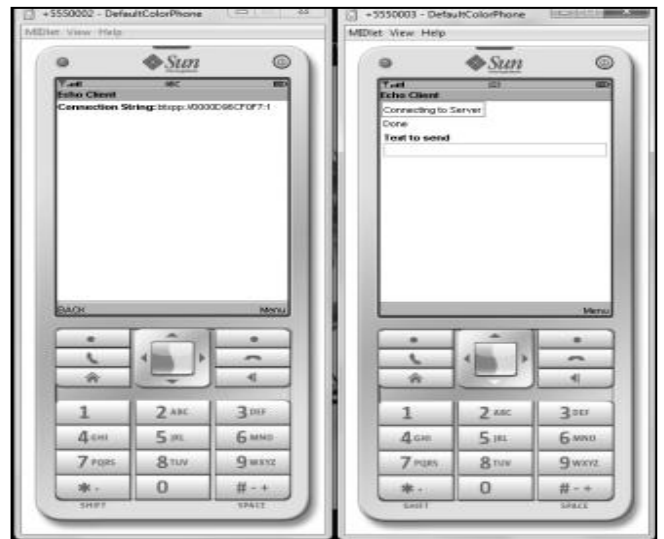 +5550002 - DefaultColorPhone
MIDlet View Help
Sun
ABC
Echo Client
Connection String:
BACK
Menu
1
2 ABC
3 DEF
4 GHI
5 JKL
6 MNO
7 PQRS
8 TUV
9 WXYZ
* .
0
# - +
SHIFT
SPACE
+5550003 - DefaultColorPhone
MIDlet View Help
Sun
Echo Client
Connecting to Server
Done
Text to send
Menu
1
2 ABC
3 DEF
4 GHI
5 JKL
6 MNO
7 PQRS
8 TUV
9 WXYZ
* .
0
# - +
SHIFT
SPACE